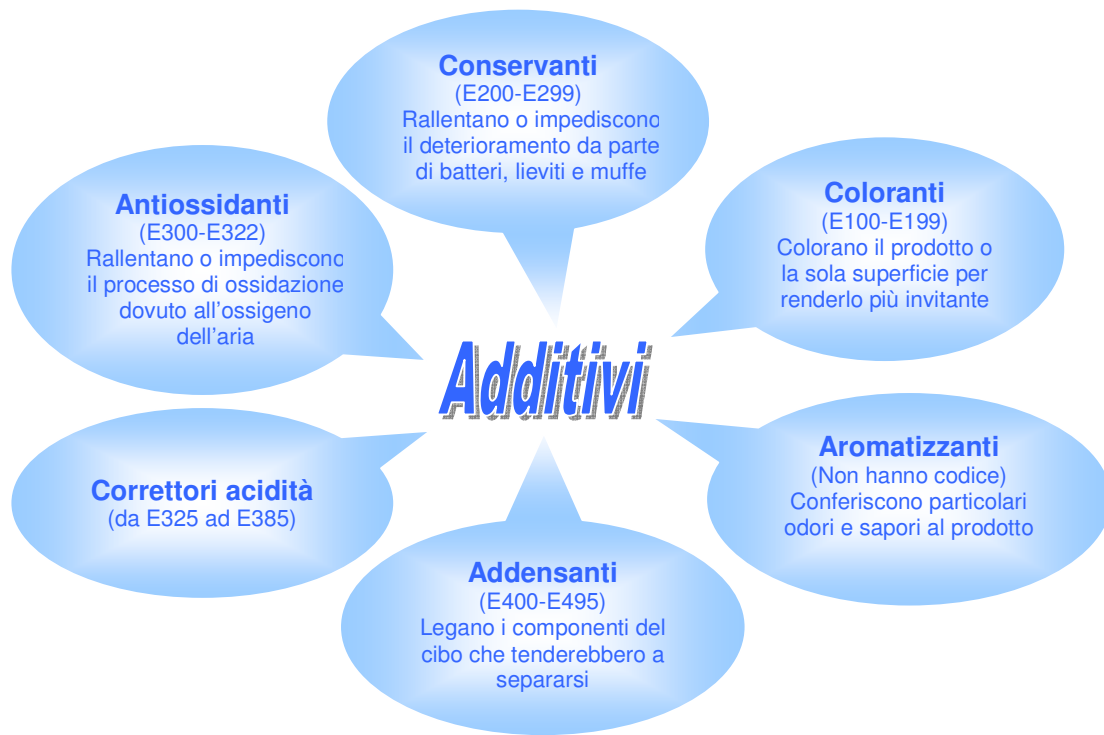 Conservanti
(E200-E299)
Rallentano o impediscono
il deterioramento da parte
di batteri, lieviti e muffe
Antiossidanti
(E300-E322)
Rallentano o impediscono
il processo di ossidazione
dovuto all'ossigeno
dell'aria
Coloranti
(E100-E199)
Colorano il prodotto o
la sola superficie per
renderlo più invitante
Additivi
Correttori acidità
(da E325 ad E385)
Aromatizzanti
(Non hanno codice)
Conferiscono particolari
odori e sapori al prodotto
Addensanti
(E400-E495)
Legano i componenti del
cibo che tenderebbero a
separarsi